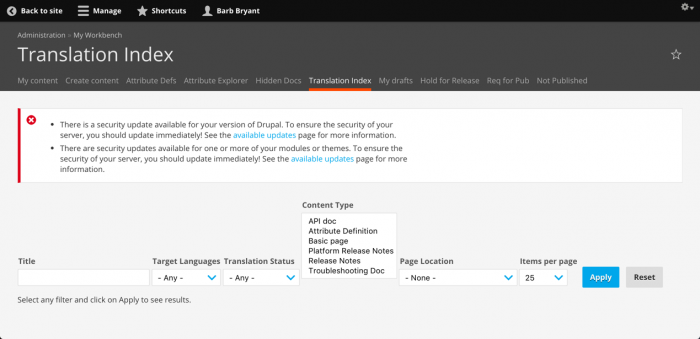 Back to site Manage Shortcuts Barb Bryant
Administration » My Workbench
Translation Index
My content Create content Attribute Defs Attribute Explorer Hidden Docs Translation Index My drafts Hold for Release Req for Pub Not Published
There is a security update available for your version of Drupal. To ensure the security of your
server, you should update immediately! See the available updates page for more information.
There are security updates available for one or more of your modules or themes. To ensure the
security of your server, you should update immediately! See the available updates page for more
information.
Content Type
API doc
Attribute Definition
Basic page
Platform Release Notes
Release Notes
Troubleshooting Doc
Title Target Languages Translation Status Page Location Items per page
- Any - - Any - - None - 25 Apply Reset
Select any filter and click on Apply to see results.